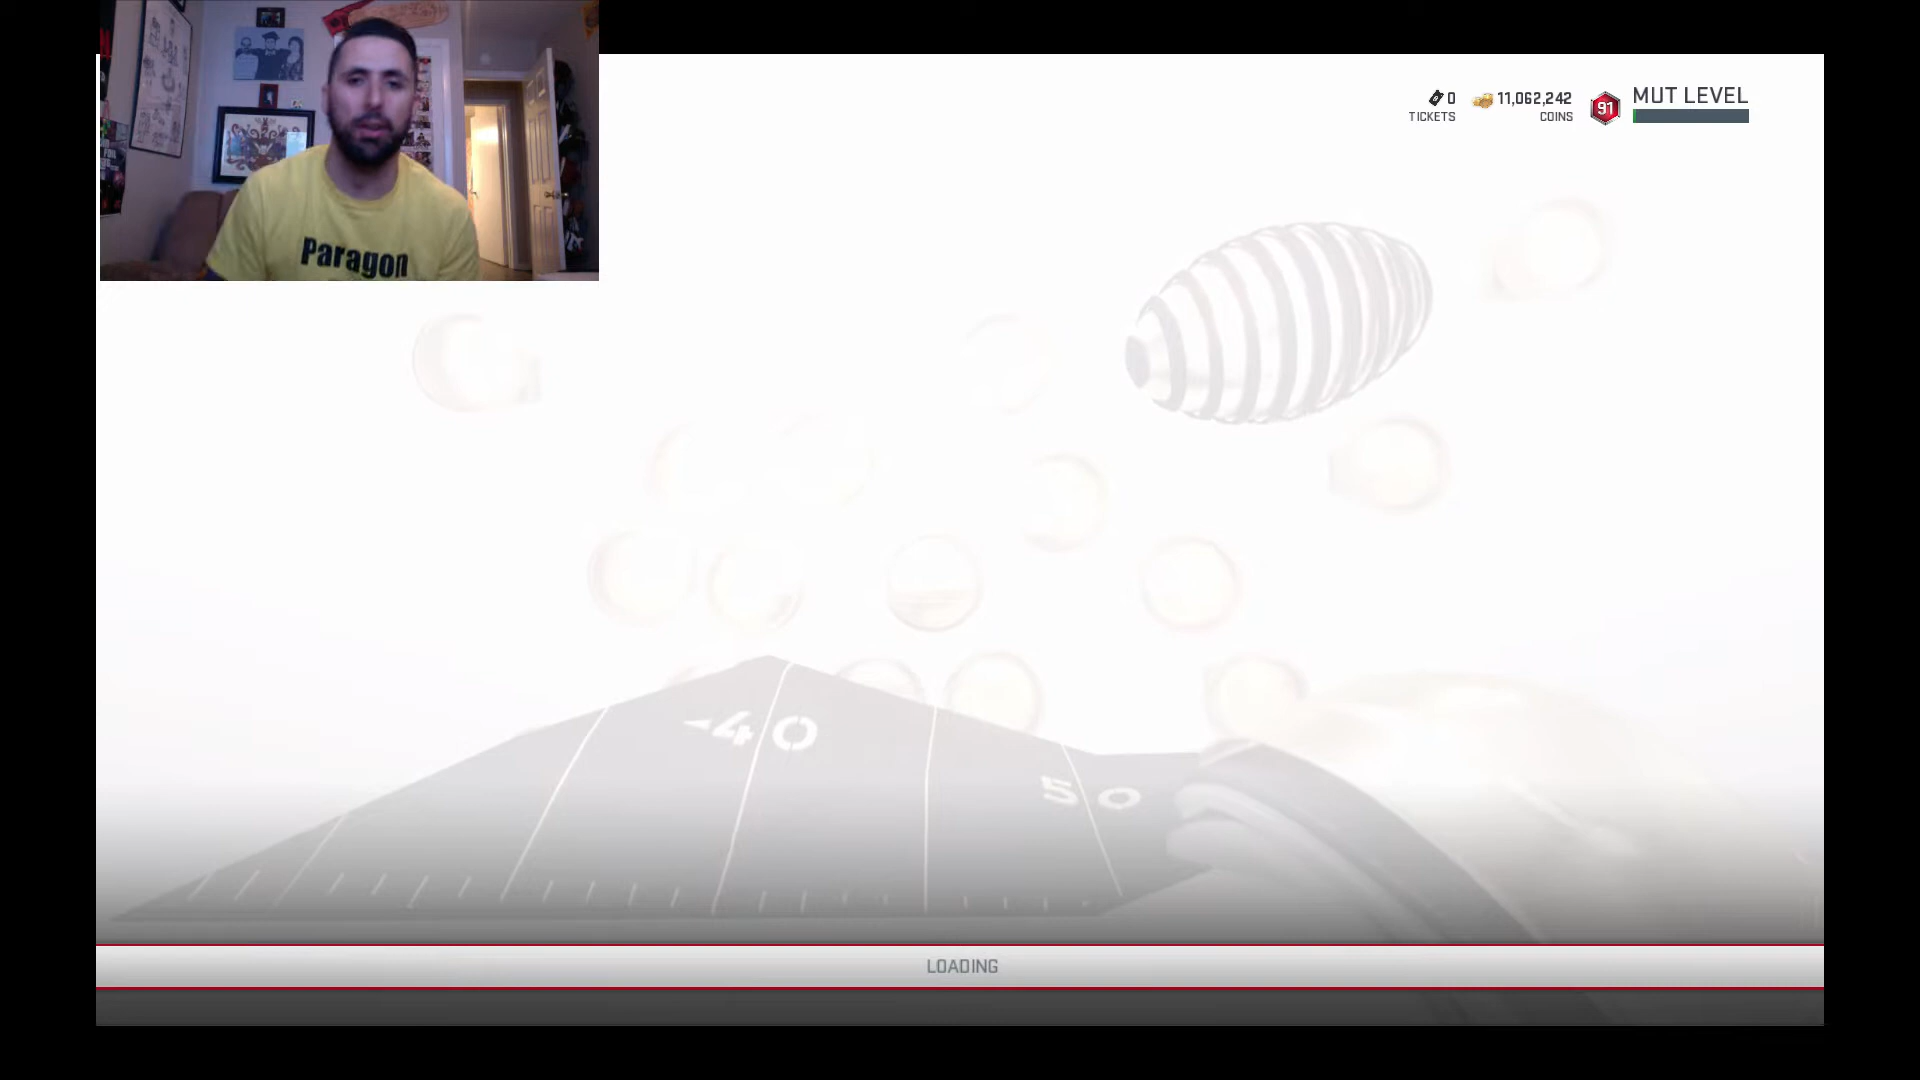 Paragon
0
TICKETS
11,062,242
COINS
91
MUT LEVEL
40
50
LOADING